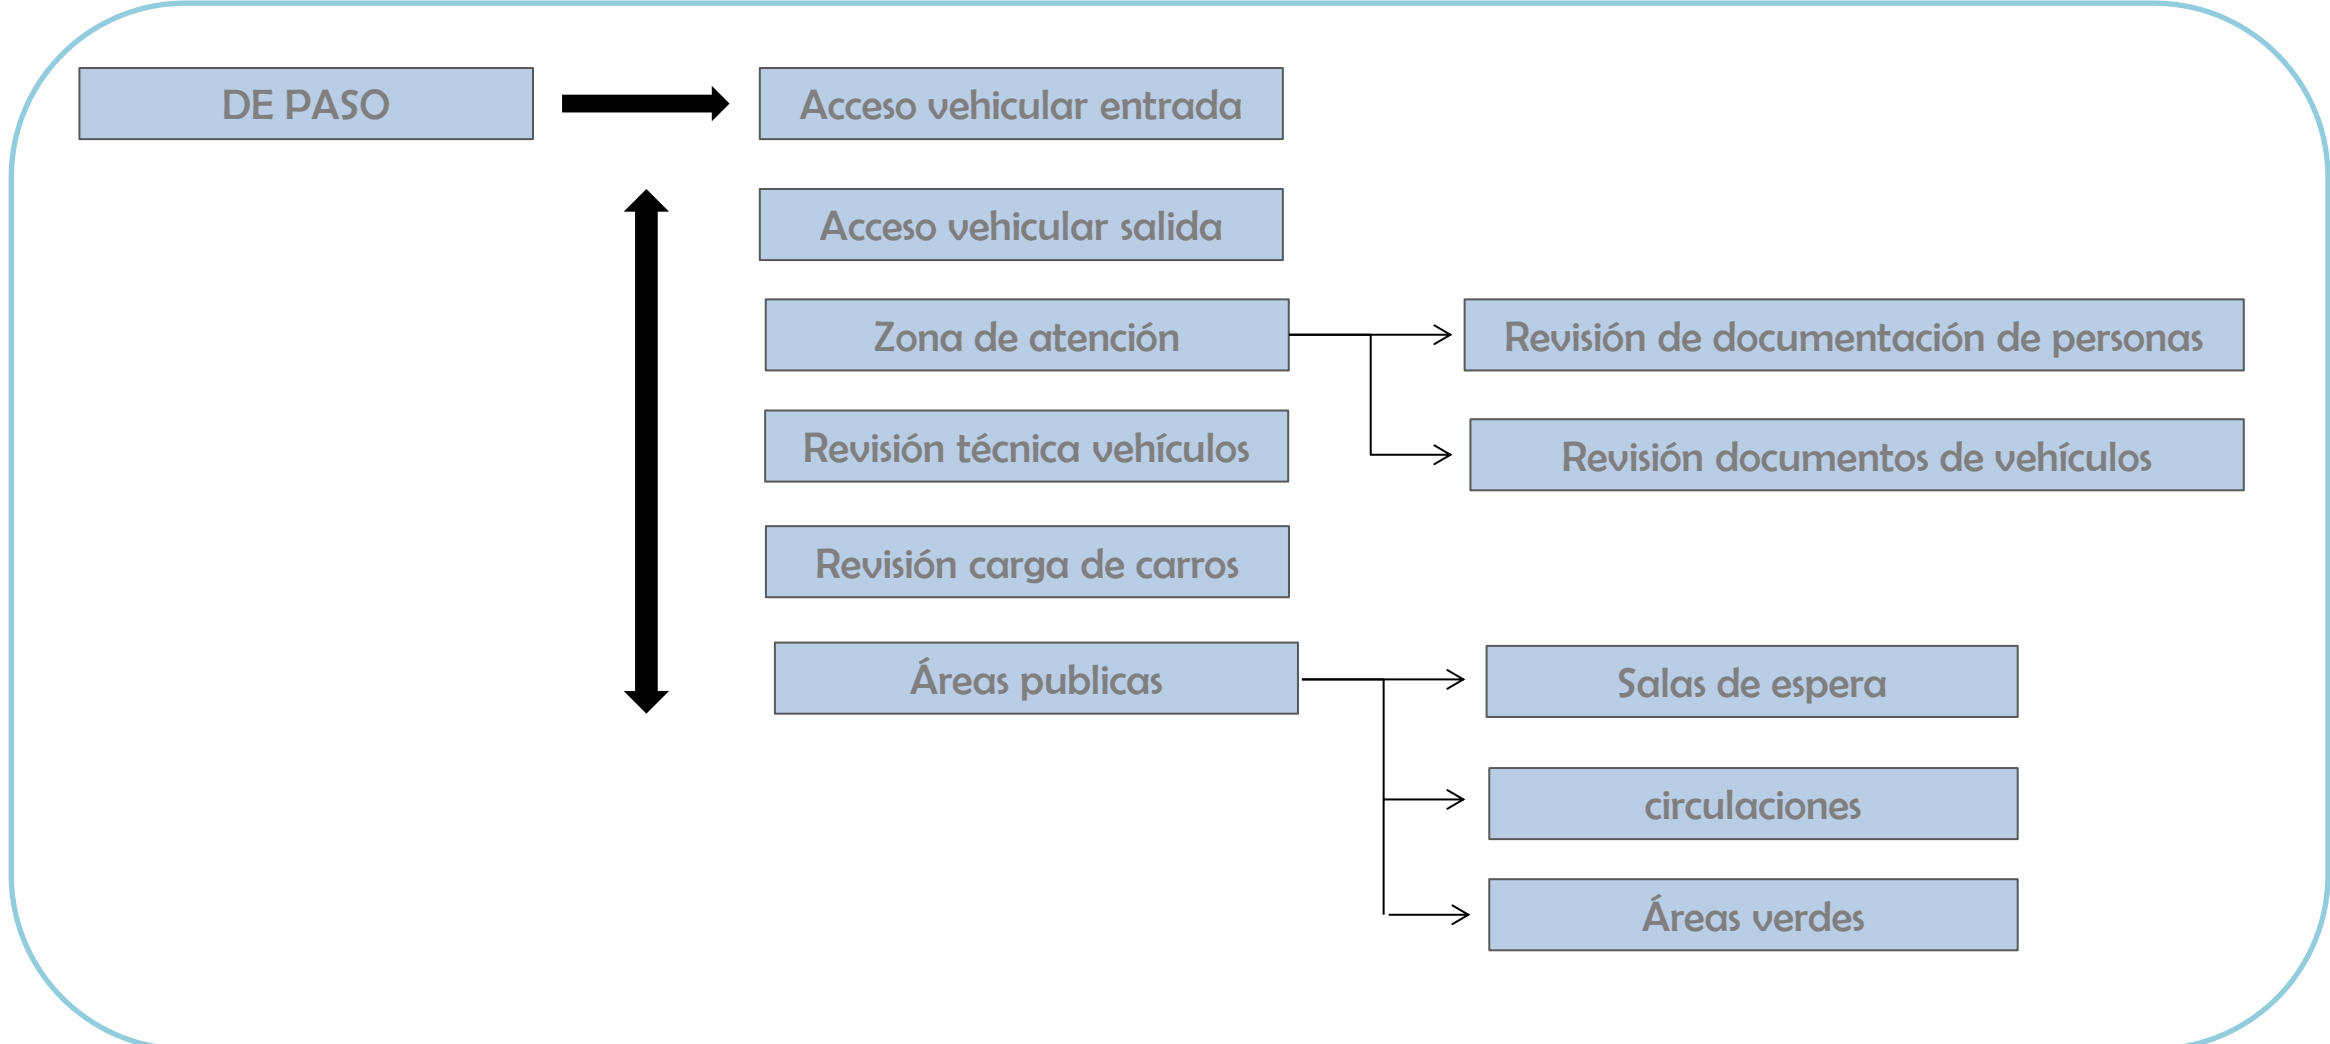 DE PASO
Acceso vehicular entrada
Acceso vehicular salida
Zona de atención
Revisión de documentación de personas
Revisión técnica vehículos
Revisión documentos de vehículos
Revisión carga de carros
Áreas publicas
Salas de espera
circulaciones
Áreas verdes